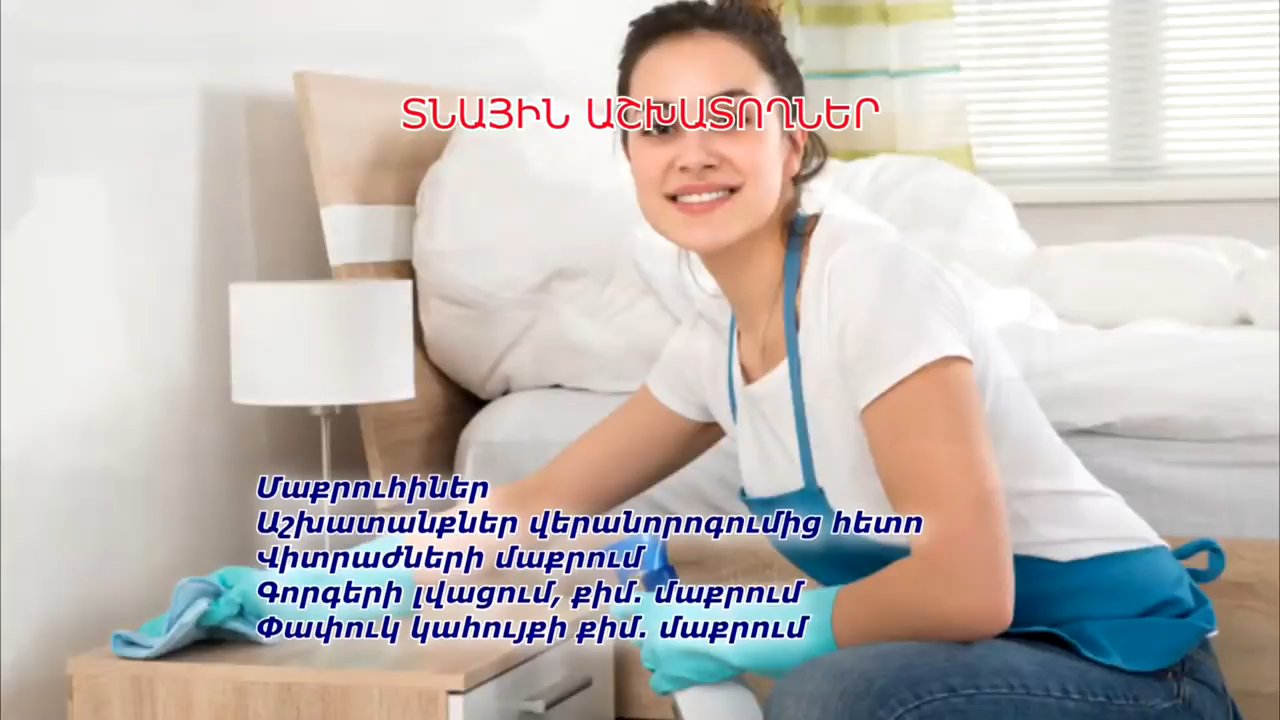 ՏՆԱՅԻՆ ԱՇԽԱՏՈՂՆԵՐ
Մաքրուհիներ
Աշխատանքներ վերանորոգումից հետո
Վիտրաժների մաքրում
Գորգերի լվացում, քիմ. մաքրում
Փափուկ կահույքի քիմ. մաքրում